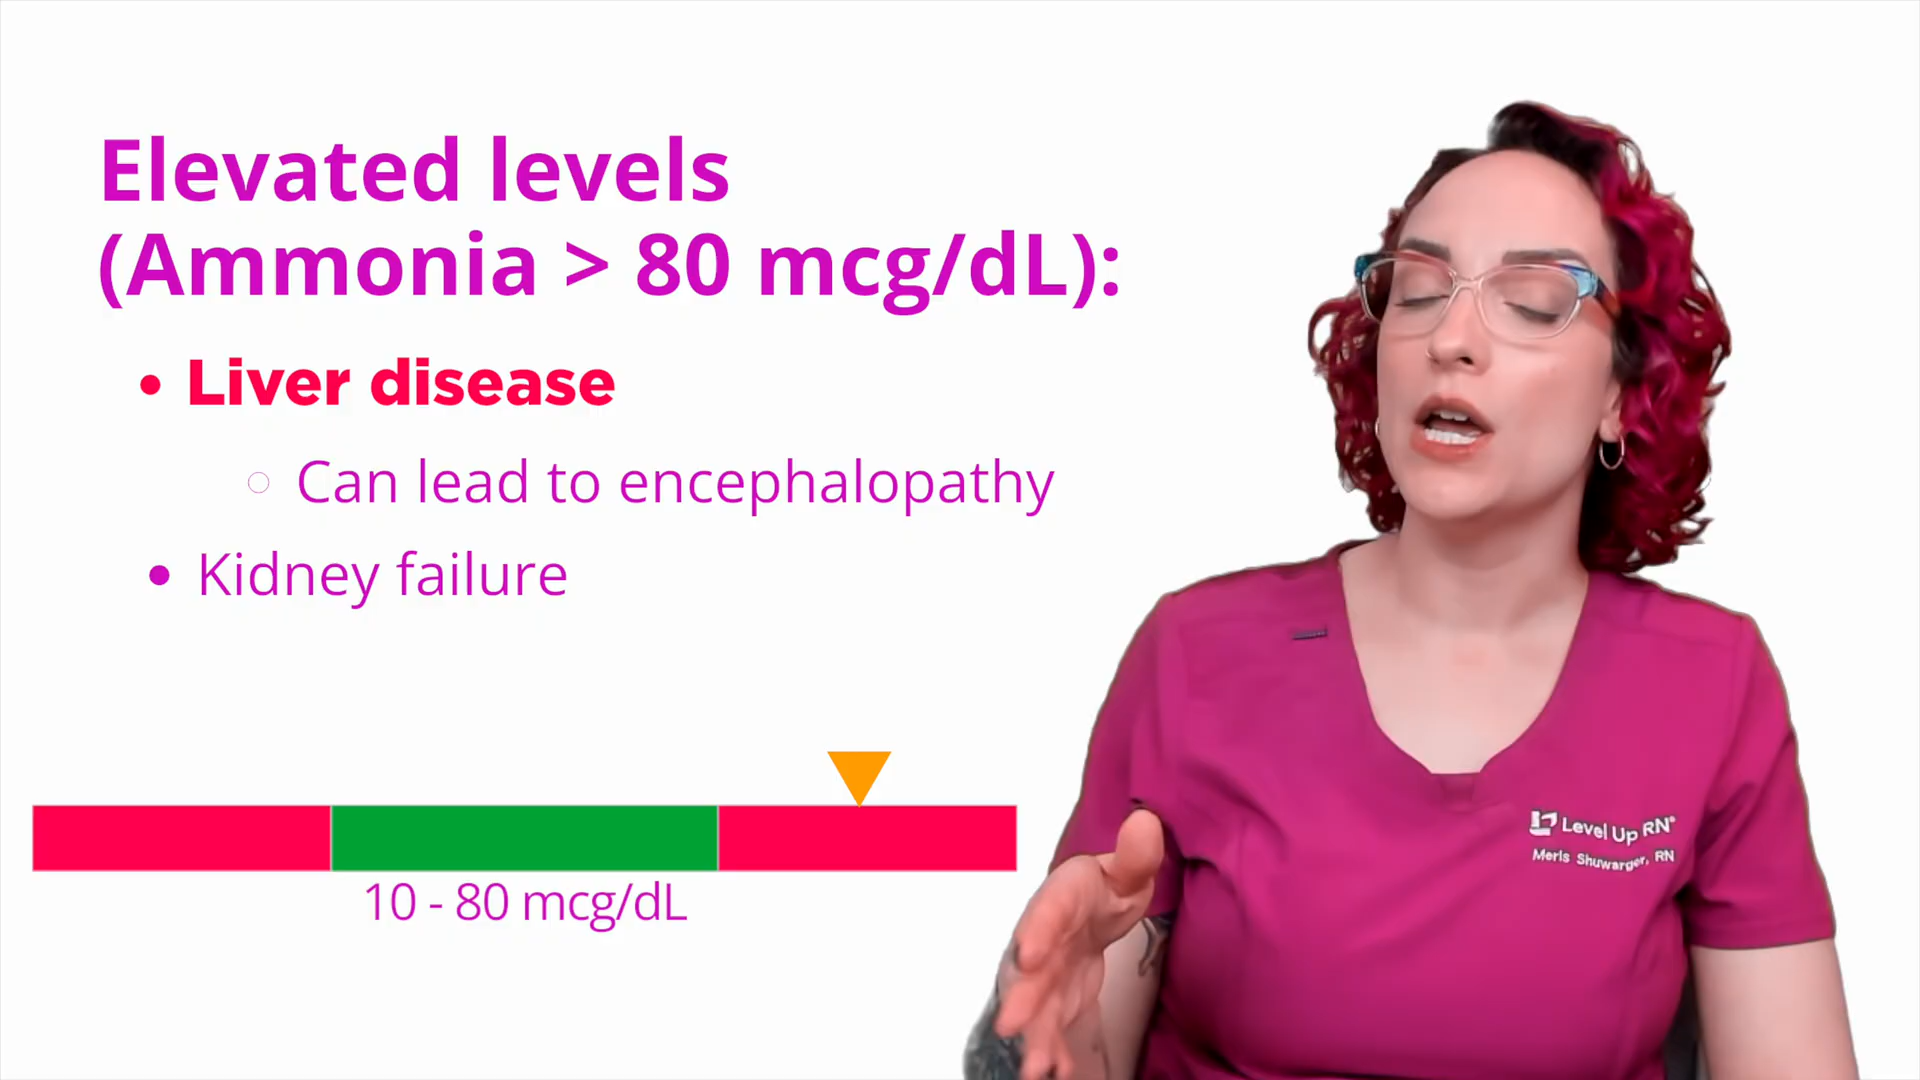 Elevated levels
(Ammonia > 80 mcg/dL):
• Liver disease
○ Can lead to encephalopathy
• Kidney failure
10 - 80 mcg/dL
Level Up RN®
Meris Shuwarger, RN